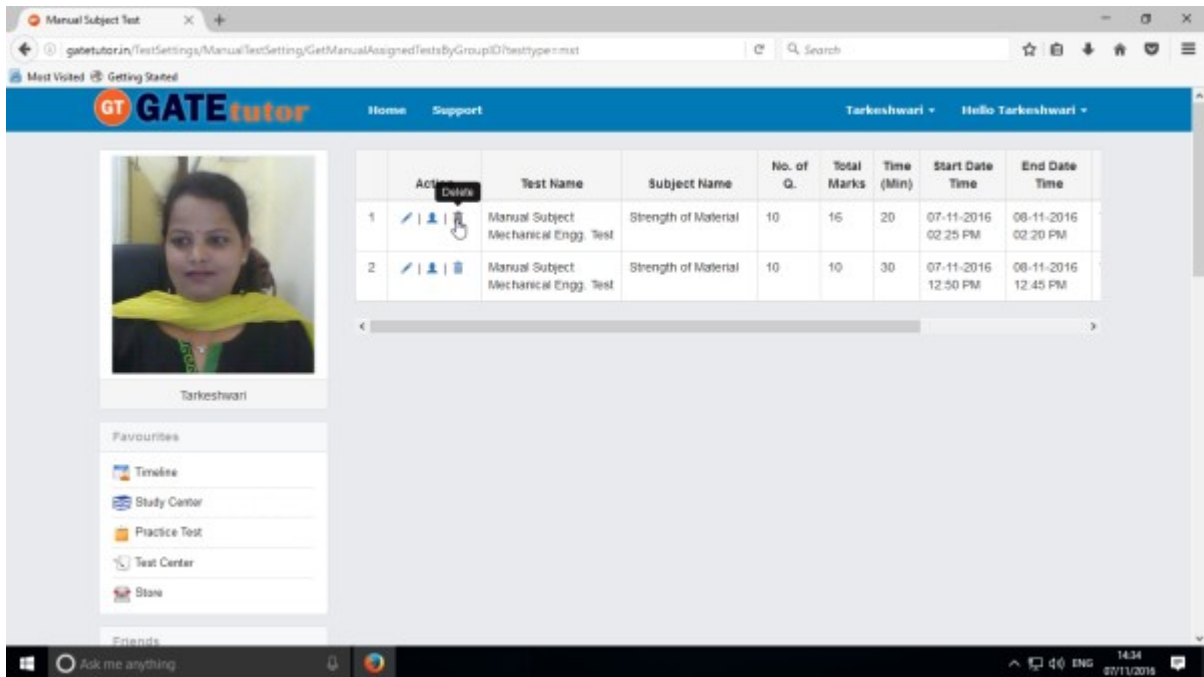 Manual Subject Test
gatetutor.in/TestSettings/ManualTestSetting/GetManualAssignedTestsByGroupID?testtype=mst
Search
Most Visited Getting Started
GT GATEtutor Home Support Tarkeshwari Hello Tarkeshwari
Action Test Name Subject Name No. of Q. Total Marks Time (Min) Start Date Time End Date Time
Delete
1 | | Manual Subject Mechanical Engg. Test Strength of Material 10 16 20 07-11-2016 02:25 PM 08-11-2016 02:20 PM
2 | | Manual Subject Mechanical Engg. Test Strength of Material 10 10 30 07-11-2016 12:50 PM 08-11-2016 12:45 PM
Tarkeshwari
Favourites
Timeline
Study Center
Practice Test
Test Center
Store
Friends
Ask me anything
ENG 14:34
07/11/2016